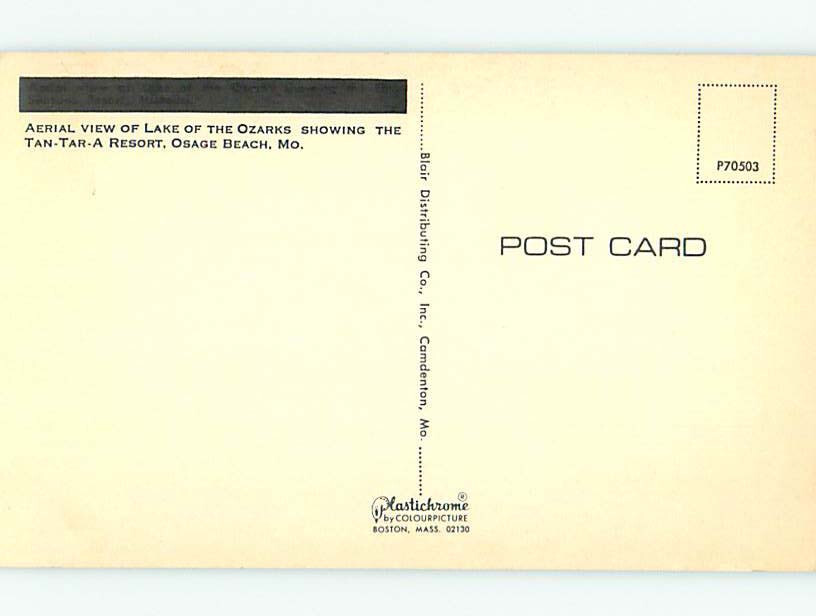 AERIAL VIEW OF LAKE OF THE OZARKS SHOWING THE
TAN-TAR-A RESORT, OSAGE BEACH, MO.
Blair Distributing Co., Inc., Camdenton, Mo.
P70503
POST CARD
Plastichrome ®
by COLOURPICTURE
BOSTON, MASS. 02130